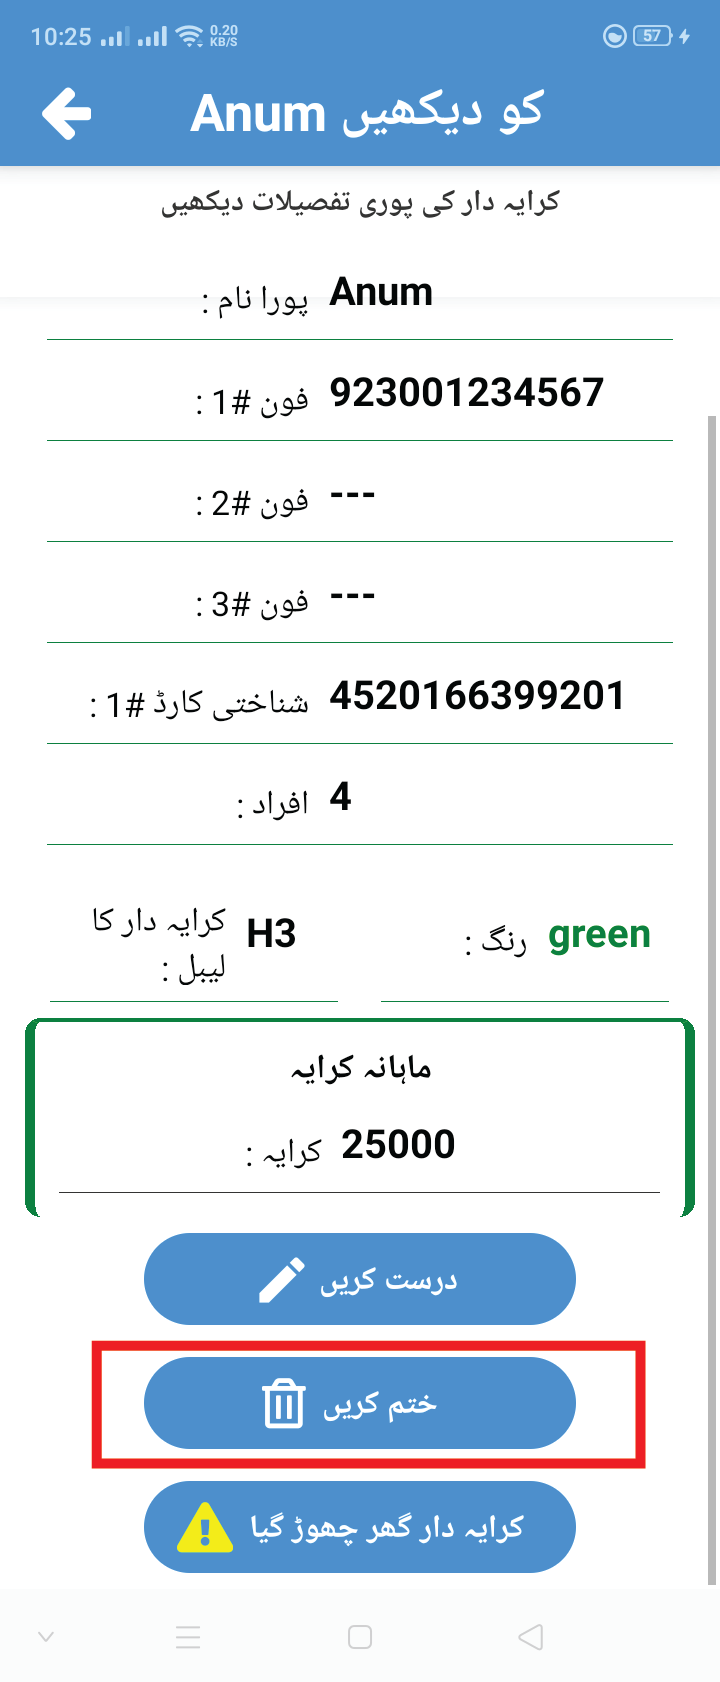 10:25 0.20 KB/S 57
Anum کو دیکھیں
کرایہ دار کی پوری تفصیلات دیکھیں
پورا نام : Anum
فون #1 : 923001234567
فون #2 : ---
فون #3 : ---
شناختی کارڈ #1 : 4520166399201
افراد : 4
کرایہ دار کا لیبل : H3
رنگ : green
ماہانہ کرایہ
کرایہ : 25000
درست کریں
ختم کریں
کرایہ دار گھر چھوڑ گیا